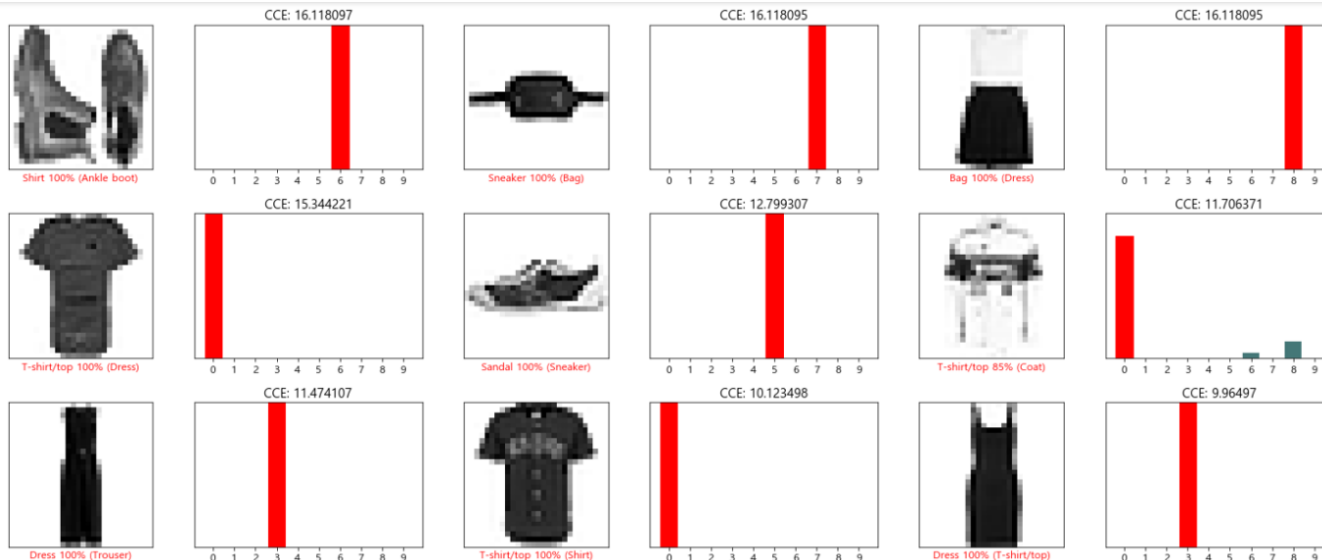 CCE: 16.118097
CCE: 16.118095
CCE: 16.118095
0 1 2 3 4 5 6 7 8 9
0 1 2 3 4 5 6 7 8 9
0 1 2 3 4 5 6 7 8 9
Shirt 100% (Ankle boot)
Sneaker 100% (Bag)
Bag 100% (Dress)
CCE: 15.344221
CCE: 12.799307
CCE: 11.706371
0 1 2 3 4 5 6 7 8 9
0 1 2 3 4 5 6 7 8 9
0 1 2 3 4 5 6 7 8 9
T-shirt/top 100% (Dress)
Sandal 100% (Sneaker)
T-shirt/top 85% (Coat)
CCE: 11.474107
CCE: 10.123498
CCE: 9.96497
0 1 2 3 4 5 6 7 8 9
0 1 2 3 4 5 6 7 8 9
0 1 2 3 4 5 6 7 8 9
Dress 100% (Trouser)
T-shirt/top 100% (Shirt)
Dress 100% (T-shirt/top)